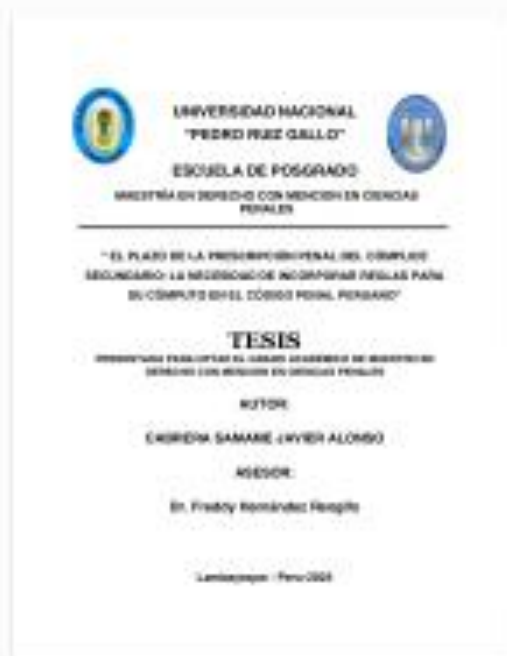 UNIVERSIDAD NACIONAL
"PEDRO RUIZ GALLO"
ESCUELA DE POSGRADO
MAESTRÍA EN DERECHO CON MENCION EN CIENCIAS
PENALES
" EL PLAZO DE LA PRESCRIPCIÓN PENAL DEL CÓMPLICE
SECUNDARIO: LA NECESIDAD DE INCORPORAR REGLAS PARA
SU CÓMPUTO EN EL CÓDIGO PENAL PERUANO"
TESIS
PRESENTADA PARA OPTAR EL GRADO ACADÉMICO DE MAESTRO EN
DERECHO CON MENCION EN CIENCIAS PENALES
AUTOR:
CABRERA SAMAME JAVIER ALONSO
ASESOR:
Dr. Freddy Hernández Rengifo
Lambayeque - Perú